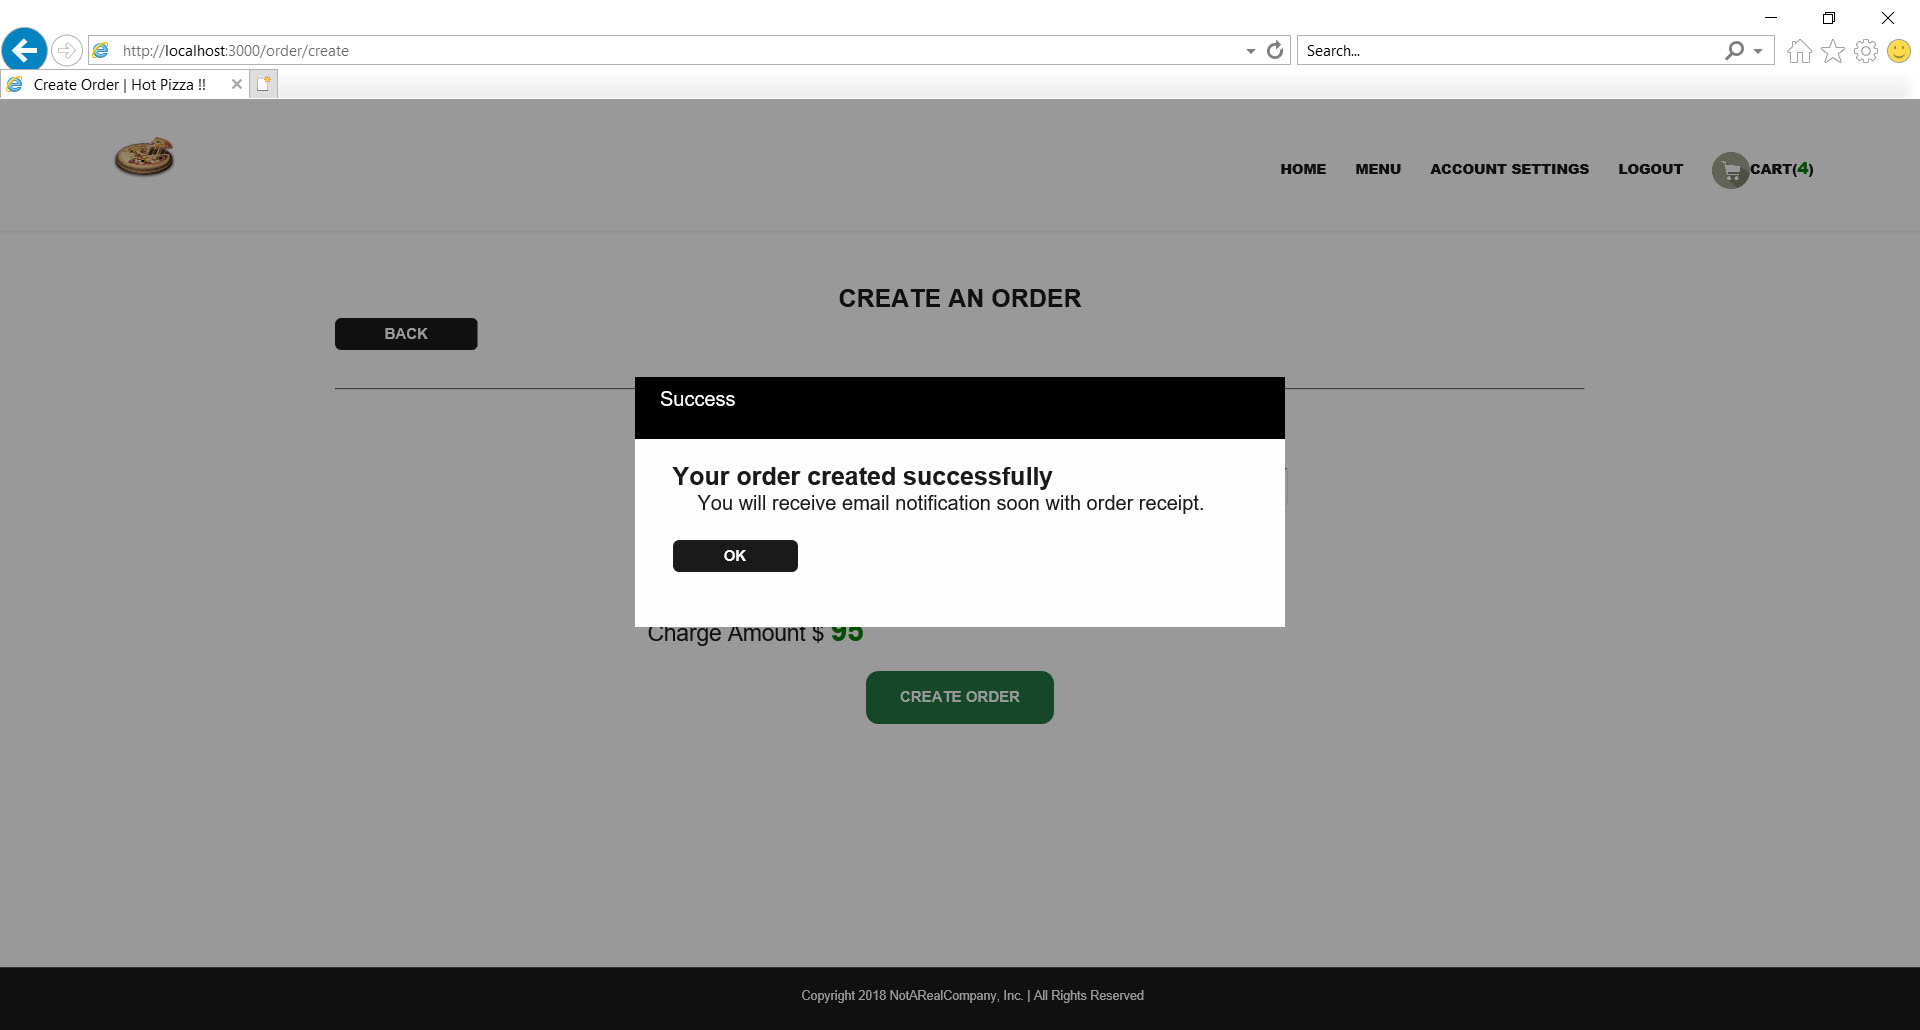 http://localhost:3000/order/create
Search...
Create Order | Hot Pizza !!
HOME
MENU
ACCOUNT SETTINGS
LOGOUT
CART(4)
CREATE AN ORDER
BACK
Success
Your order created successfully
You will receive email notification soon with order receipt.
OK
Charge Amount $ 95
CREATE ORDER
Copyright 2018 NotARealCompany, Inc. | All Rights Reserved